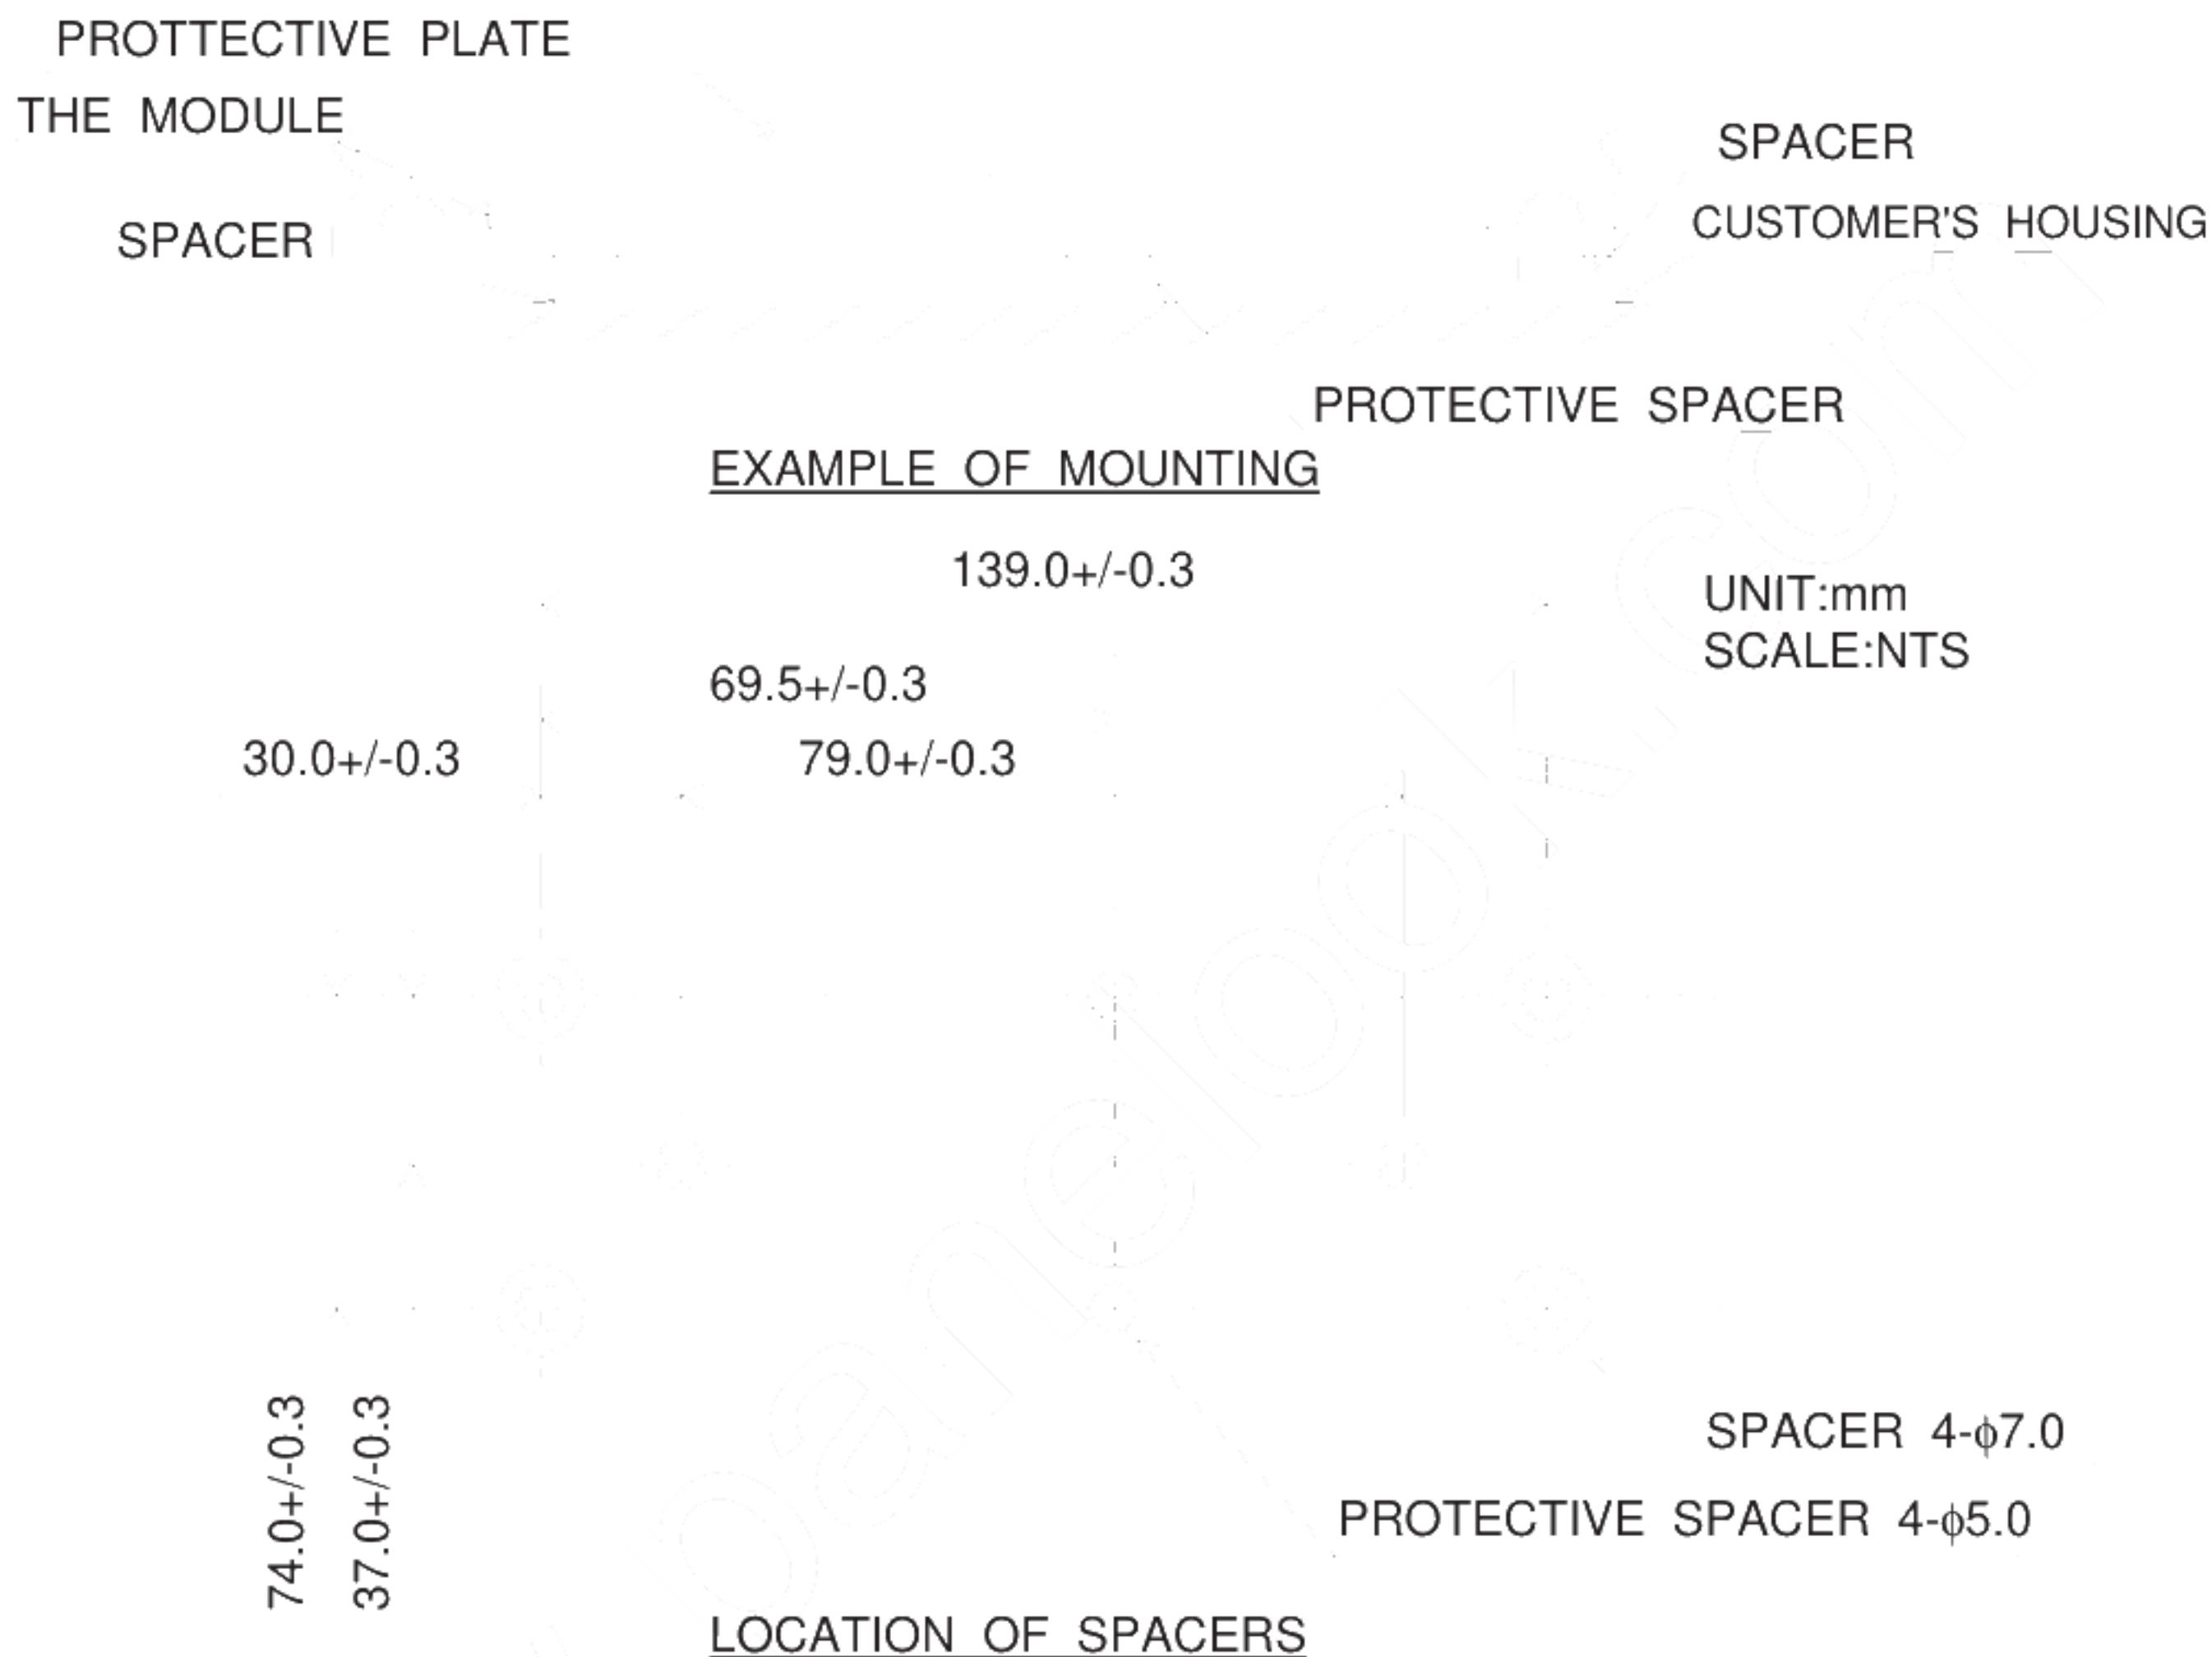 PROTTECTIVE PLATE
THE MODULE
SPACER
SPACER
CUSTOMER'S HOUSING
PROTECTIVE SPACER
EXAMPLE OF MOUNTING
139.0+/-0.3
UNIT:mm
SCALE:NTS
69.5+/-0.3
30.0+/-0.3
79.0+/-0.3
74.0+/-0.3
37.0+/-0.3
SPACER 4-ϕ7.0
PROTECTIVE SPACER 4-ϕ5.0
LOCATION OF SPACERS
panelook.com